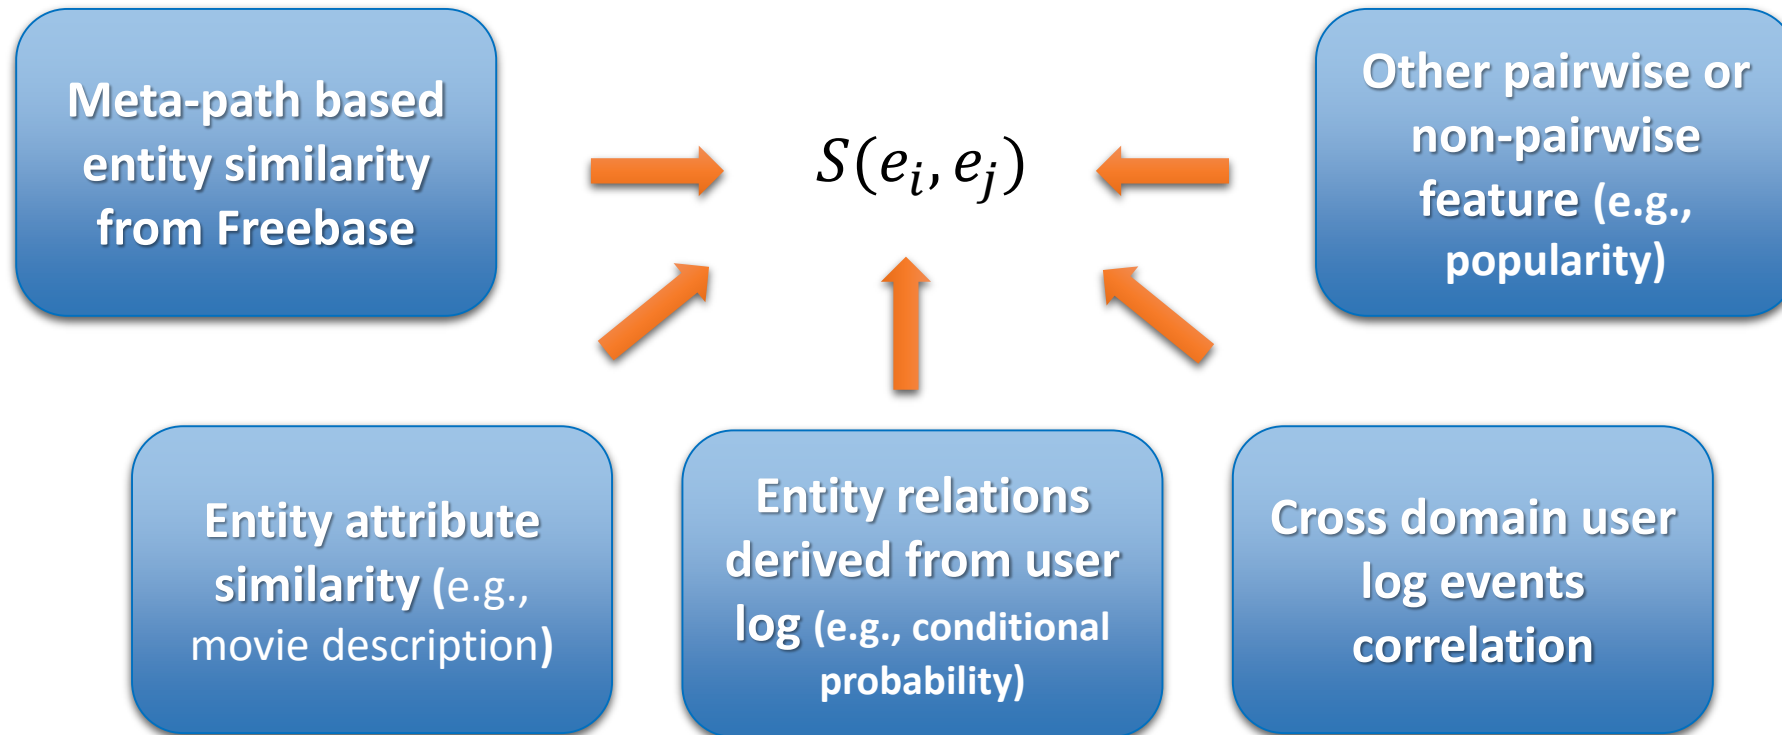 Meta-path based
entity similarity
from Freebase
S(e_i, e_j)
Other pairwise or
non-pairwise
feature (e.g.,
popularity)
Entity attribute
similarity (e.g.,
movie description)
Entity relations
derived from user
log (e.g., conditional
probability)
Cross domain user
log events
correlation